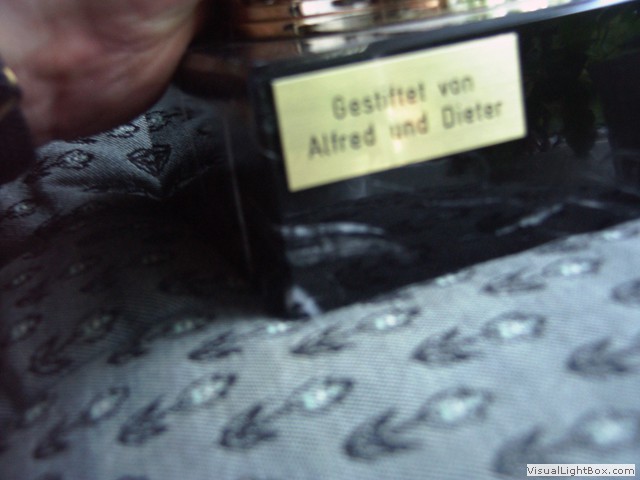 Gestiftet von
Alfred und Dieter
VisualLightBox.com